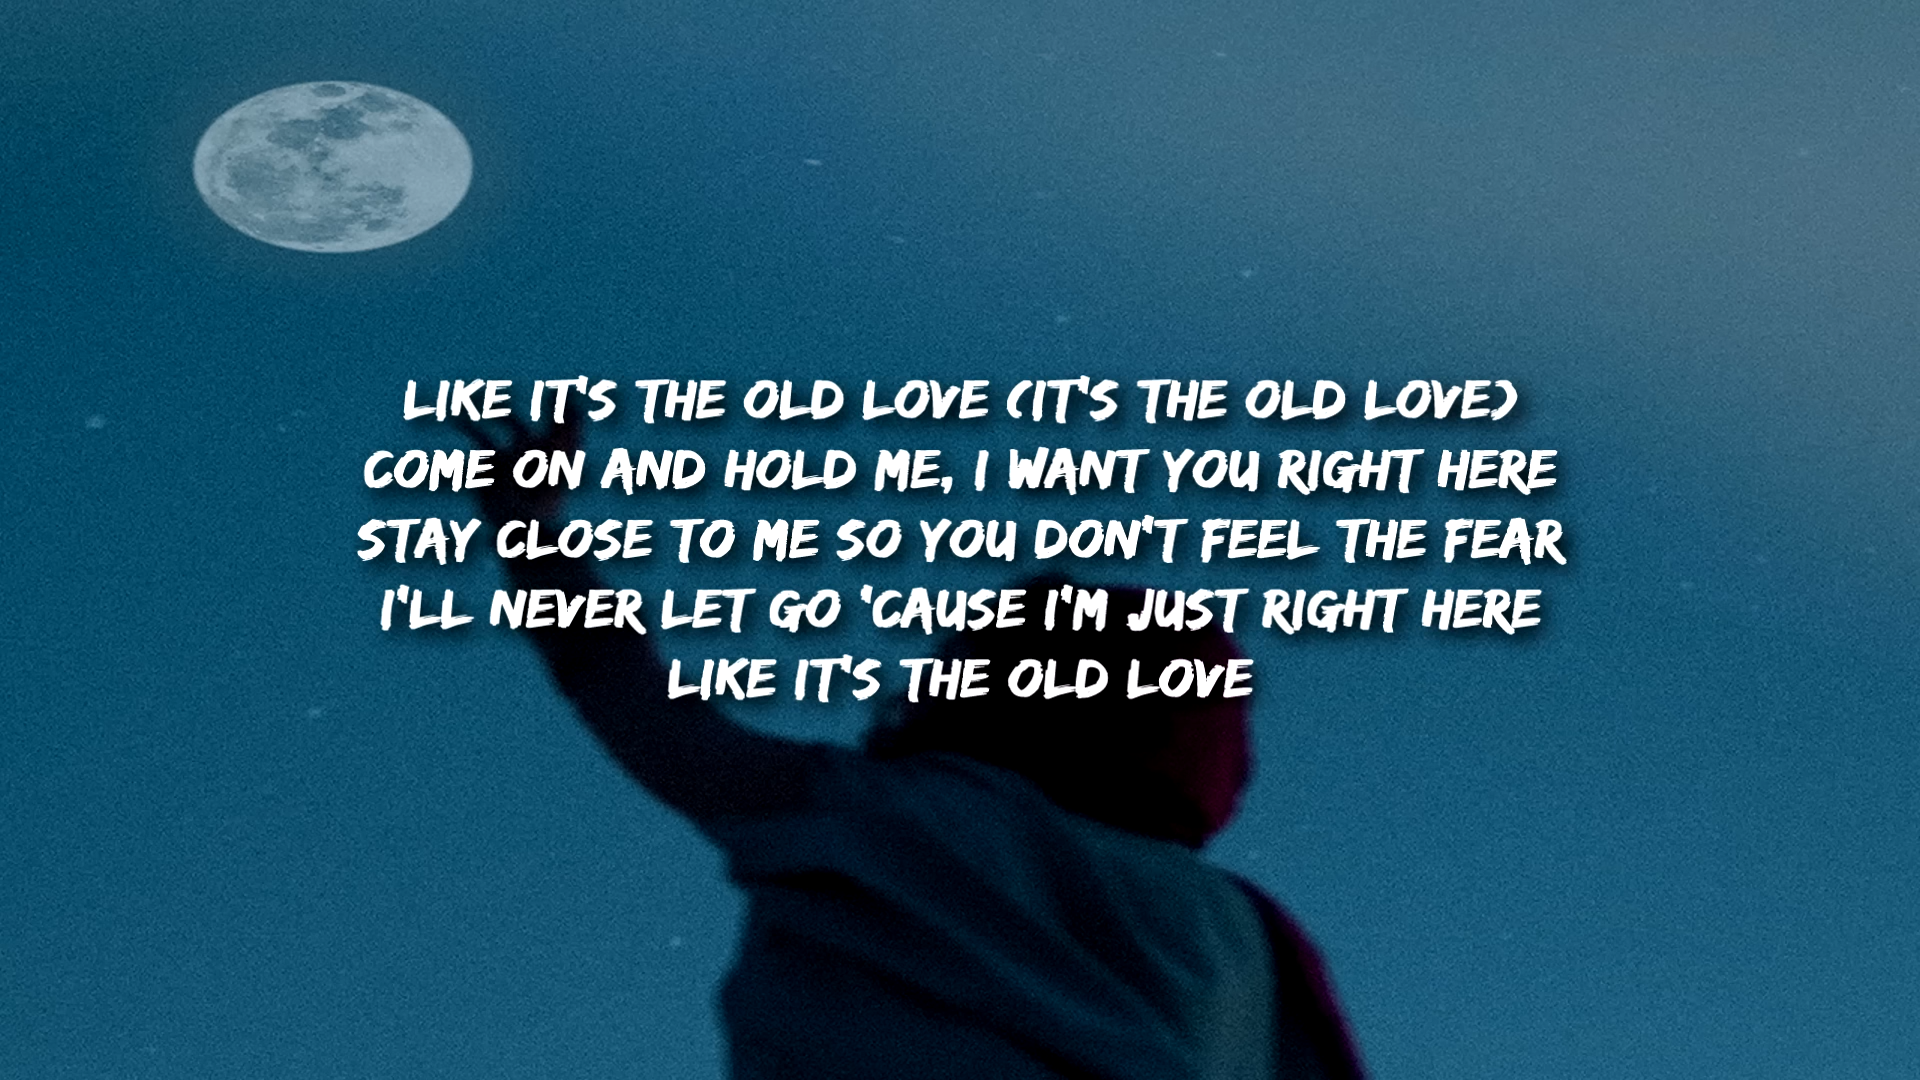 LIKE IT'S THE OLD LOVE (IT'S THE OLD LOVE)
COME ON AND HOLD ME, I WANT YOU RIGHT HERE
STAY CLOSE TO ME SO YOU DON'T FEEL THE FEAR
I'LL NEVER LET GO 'CAUSE I'M JUST RIGHT HERE
LIKE IT'S THE OLD LOVE